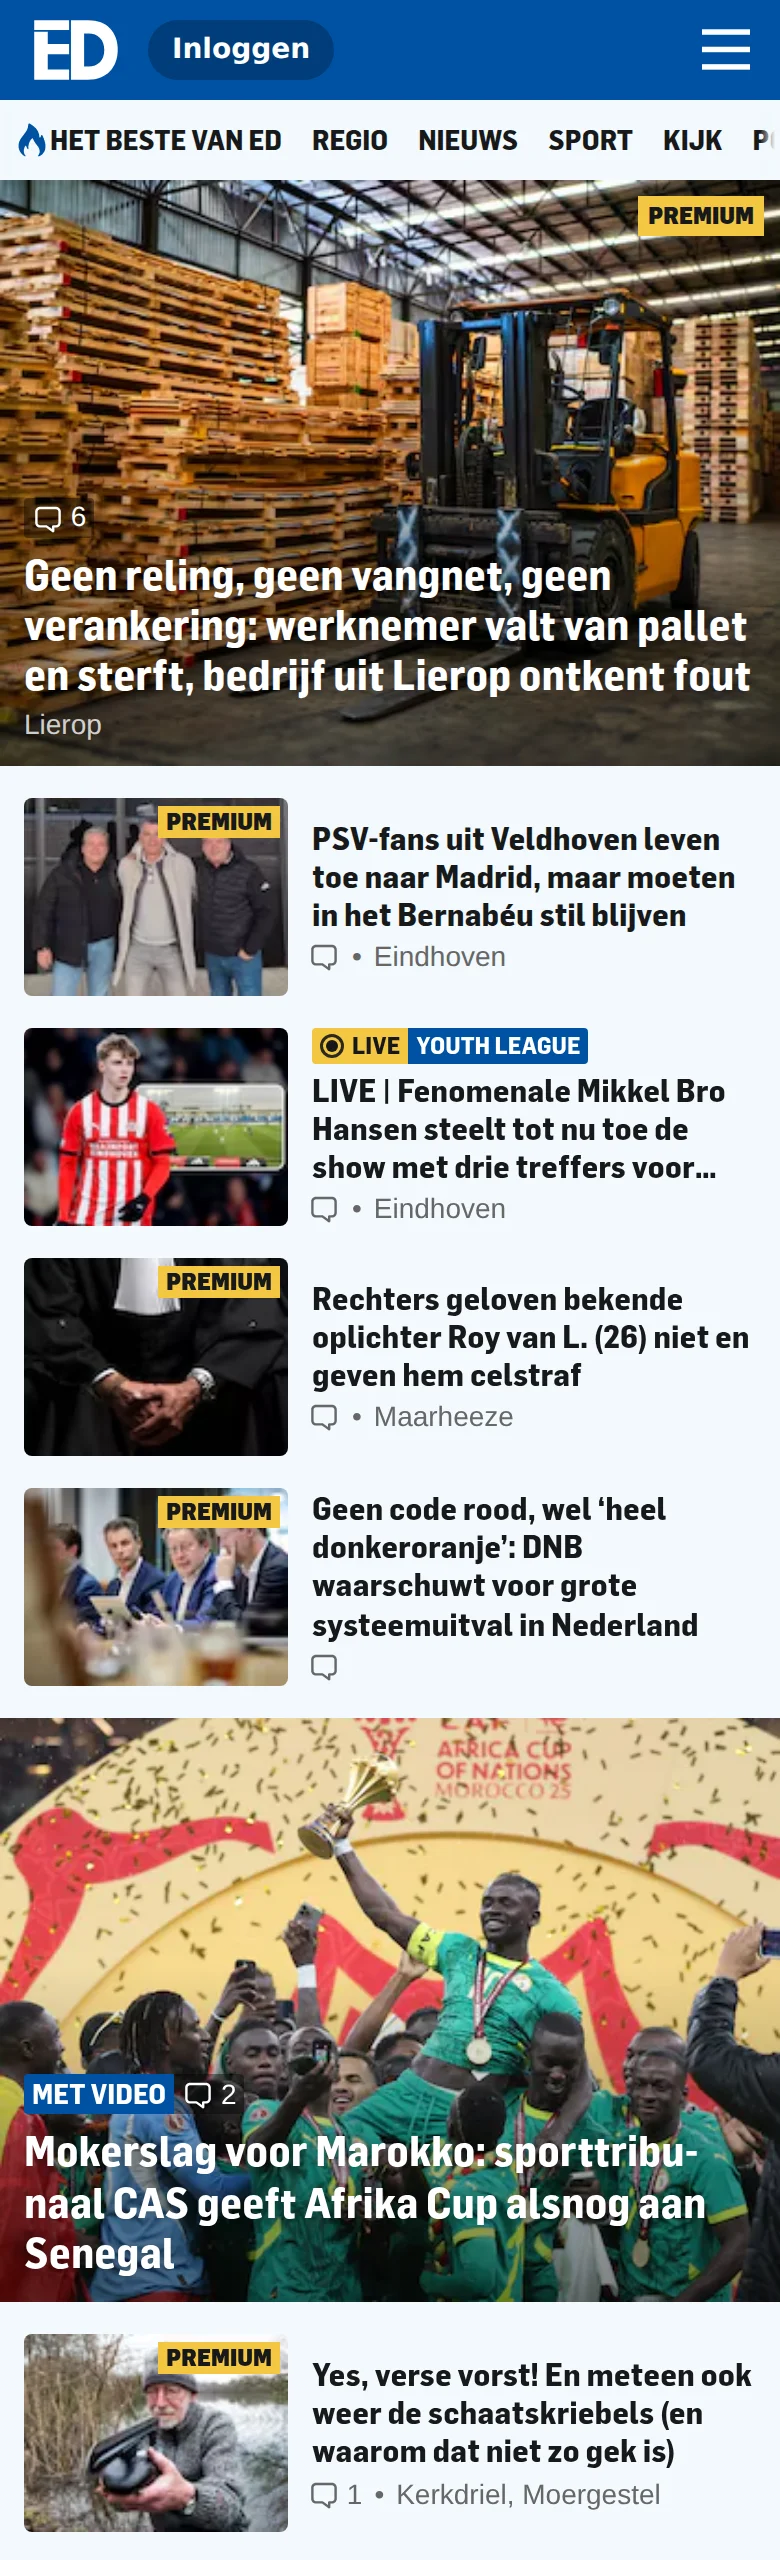 ED
Inloggen
HET BESTE VAN ED REGIO NIEUWS SPORT KIJK
PREMIUM
6
Geen reling, geen vangnet, geen
verankering: werknemer valt van pallet
en sterft, bedrijf uit Lierop ontkent fout
Lierop
PREMIUM
PSV-fans uit Veldhoven leven
toe naar Madrid, maar moeten
in het Bernabéu stil blijven
• Eindhoven
LIVE YOUTH LEAGUE
LIVE | Fenomenale Mikkel Bro
Hansen steelt tot nu toe de
show met drie treffers voor...
• Eindhoven
PREMIUM
Rechters geloven bekende
oplichter Roy van L. (26) niet en
geven hem celstraf
• Maarheeze
PREMIUM
Geen code rood, wel ‘heel
donkeroranje’: DNB
waarschuwt voor grote
systeemuitval in Nederland
AFRICA CUP
OF NATIONS
MOROCCO 25
MET VIDEO 2
Mokerslag voor Marokko: sporttribu-
naal CAS geeft Afrika Cup alsnog aan
Senegal
PREMIUM
Yes, verse vorst! En meteen ook
weer de schaatskriebels (en
waarom dat niet zo gek is)
1 • Kerkdriel, Moergestel